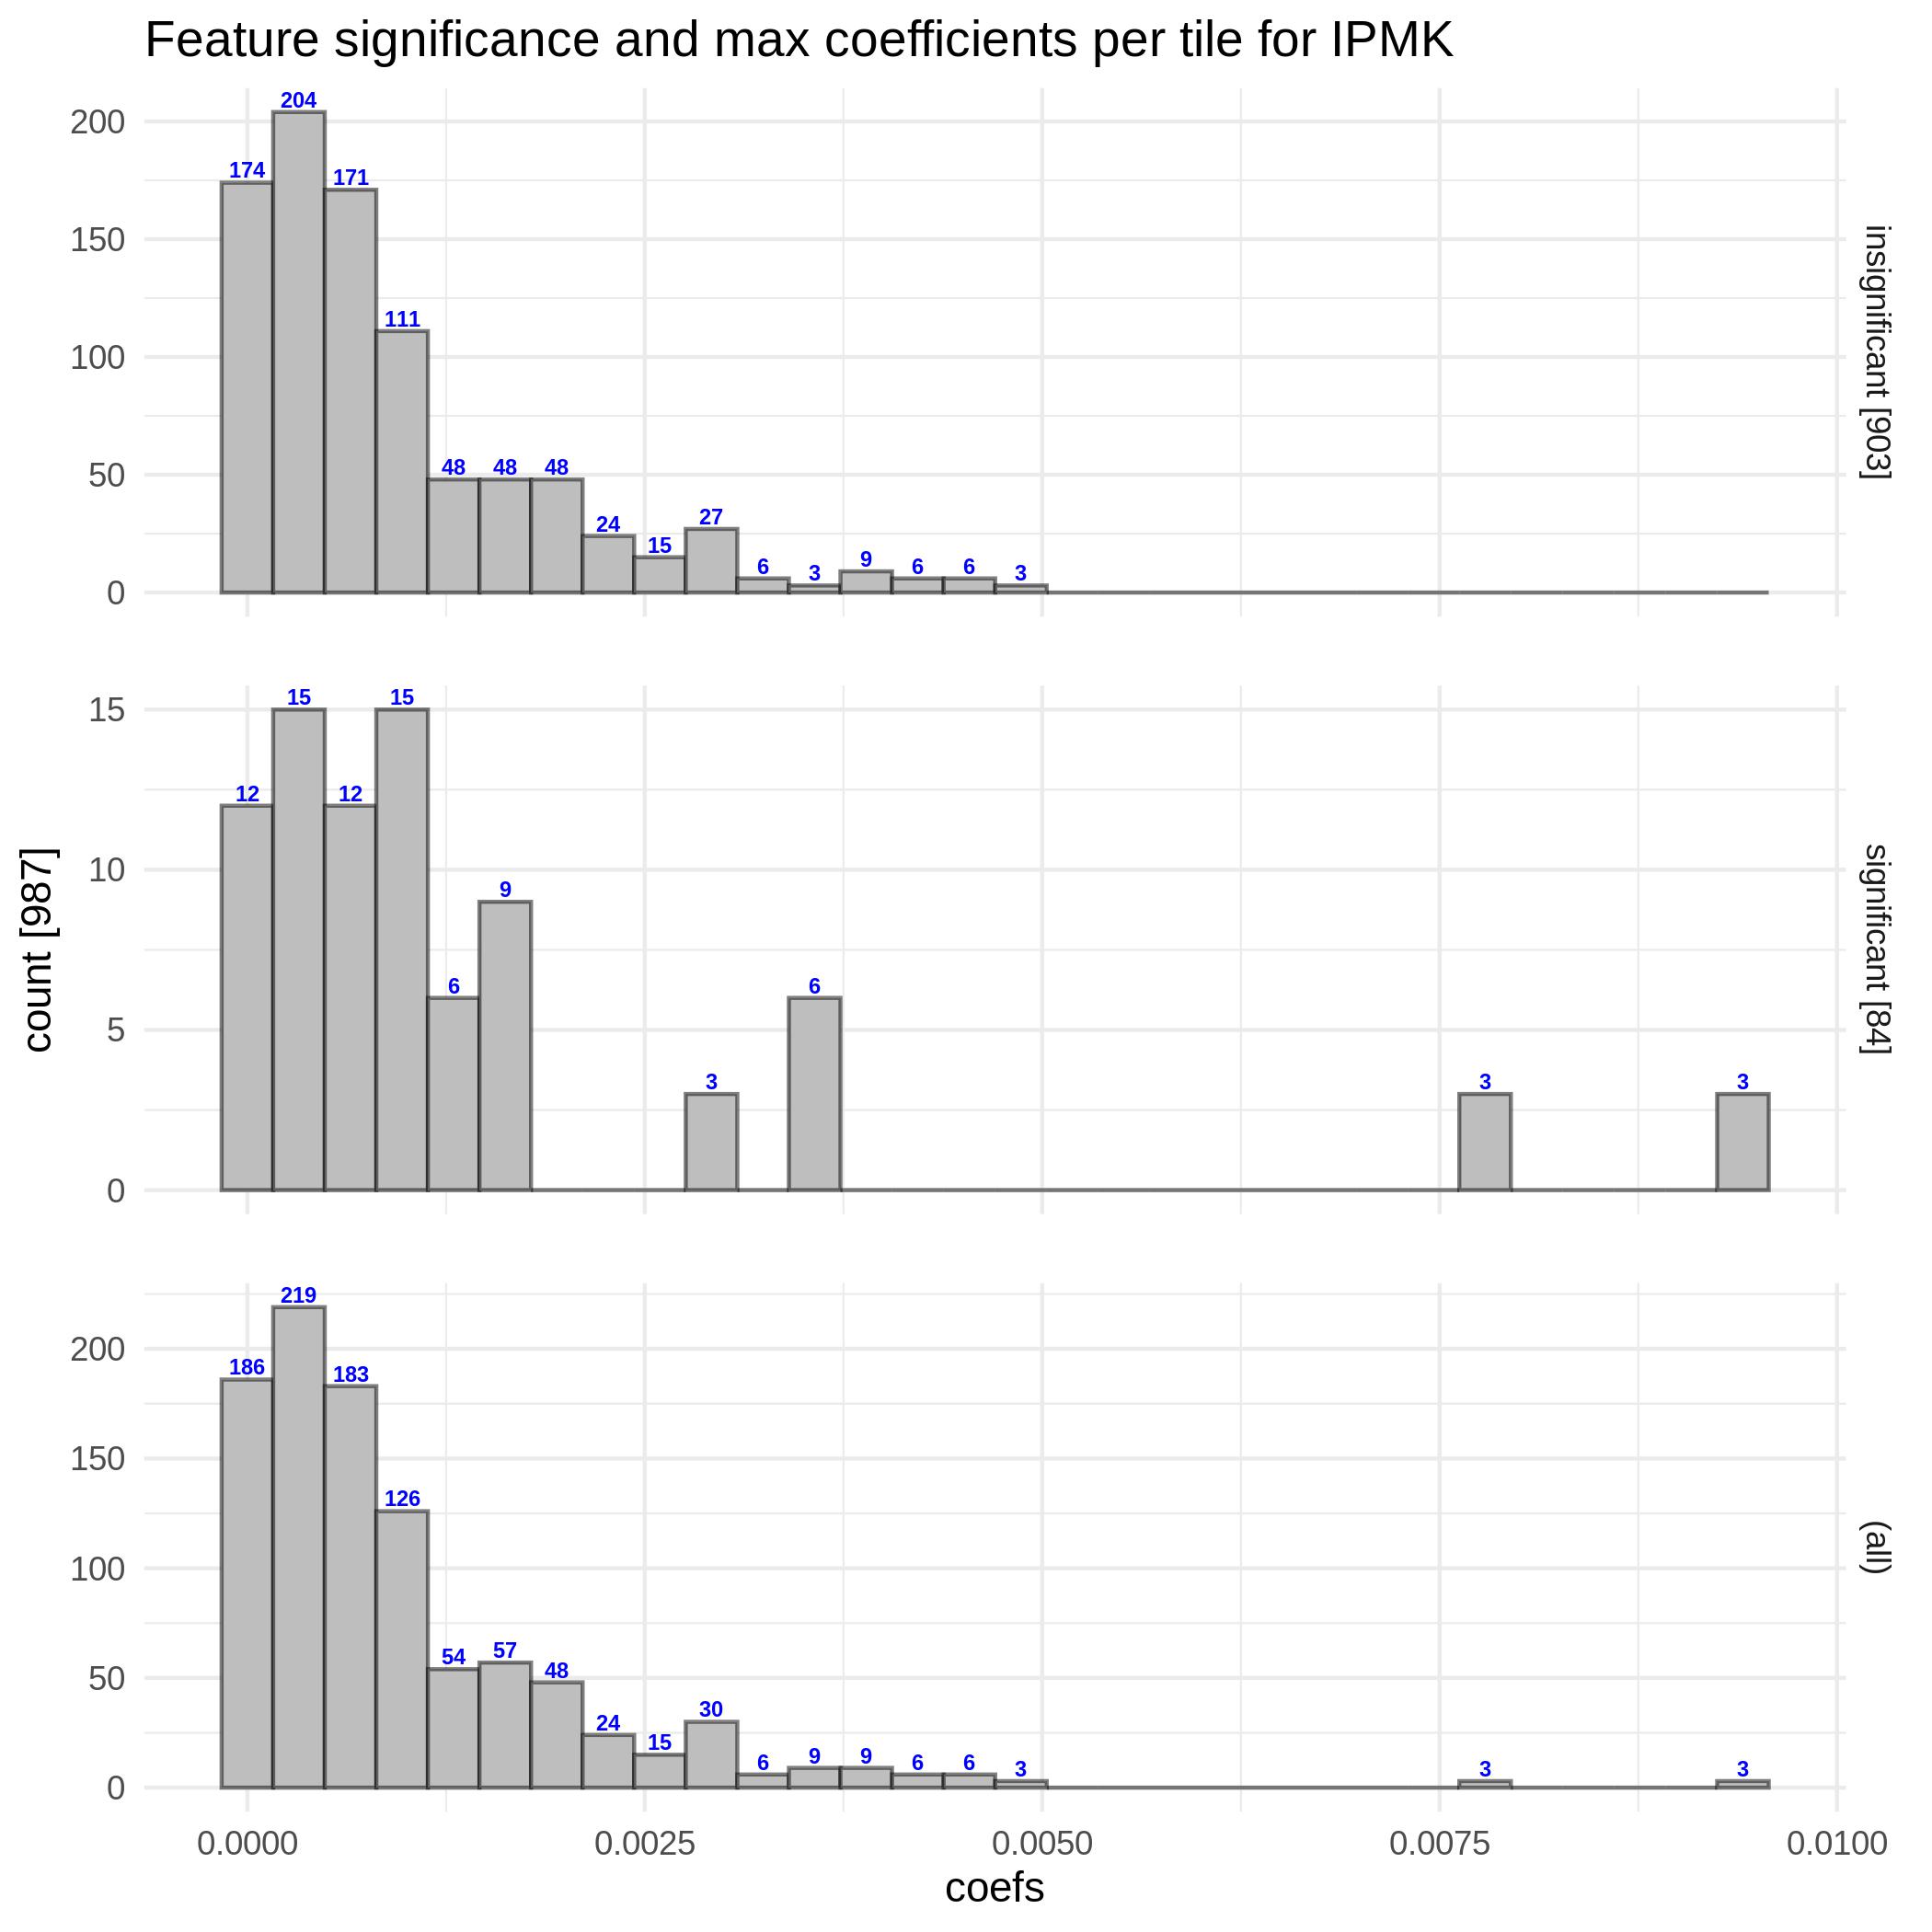 Feature significance and max coefficients per tile for IPMK
204
200
174
171
150
111
100
48 48 48
50
27
24
15
6 3 9 6 6 3
0
insignificant [903]
15 15
15
12 12
10
9
6 6
5
3 3 3
0
significant [84]
count [987]
219
200
186
183
150
126
100
54 57 48
50
30
24
15
6 9 9 6 6 3 3 3
0
(all)
0.0000 0.0025 0.0050 0.0075 0.0100
coefs